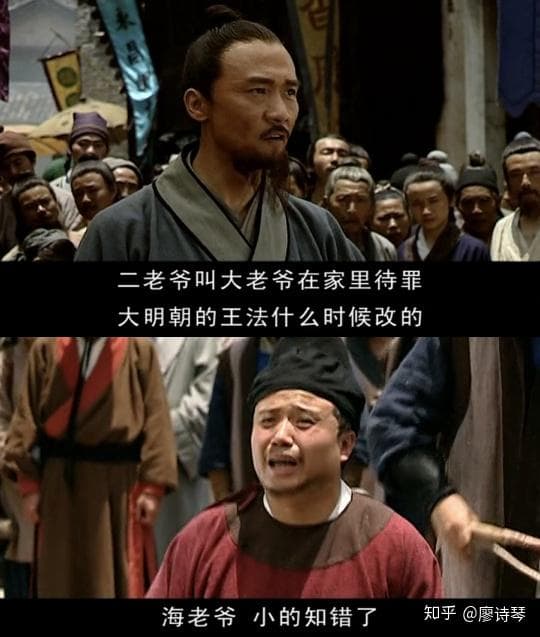 二老爷叫大老爷在家里待罪
大明朝的王法什么时候改的
海老爷 小的知错了
知乎 @廖诗琴